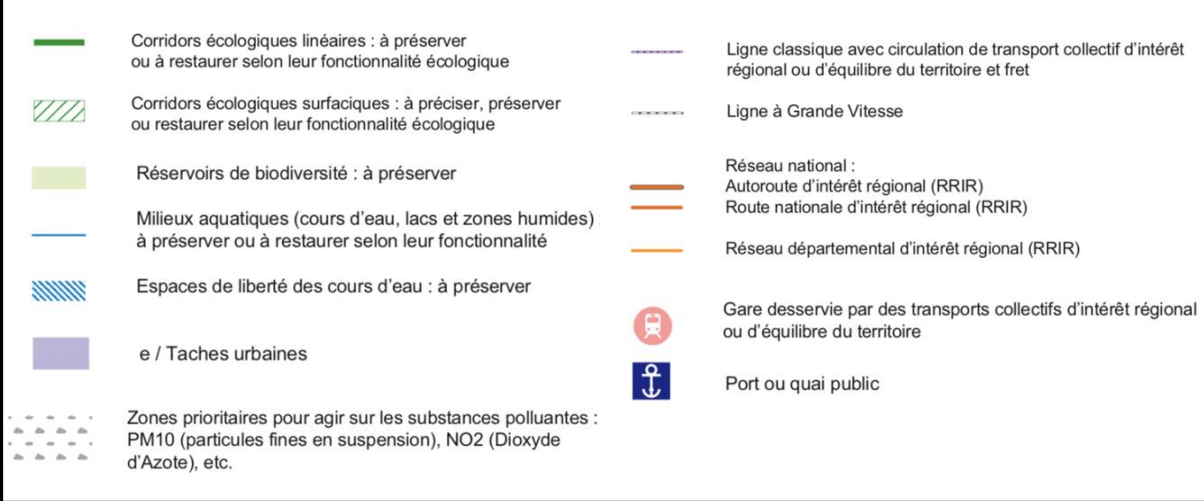 Corridors écologiques linéaires : à préserver
ou à restaurer selon leur fonctionnalité écologique
Corridors écologiques surfaciques : à préciser, préserver
ou restaurer selon leur fonctionnalité écologique
Réservoirs de biodiversité : à préserver
Milieux aquatiques (cours d'eau, lacs et zones humides) :
à préserver ou à restaurer selon leur fonctionnalité
Espaces de liberté des cours d'eau : à préserver
e / Taches urbaines
Zones prioritaires pour agir sur les substances polluantes :
PM10 (particules fines en suspension), NO2 (Dioxyde
d'Azote), etc.
Ligne classique avec circulation de transport collectif d'intérêt
régional ou d'équilibre du territoire et fret
Ligne à Grande Vitesse
Réseau national :
Autoroute d'intérêt régional (RRIR)
Route nationale d'intérêt régional (RRIR)
Réseau départemental d'intérêt régional (RRIR)
Gare desservie par des transports collectifs d'intérêt régional
ou d'équilibre du territoire
Port ou quai public